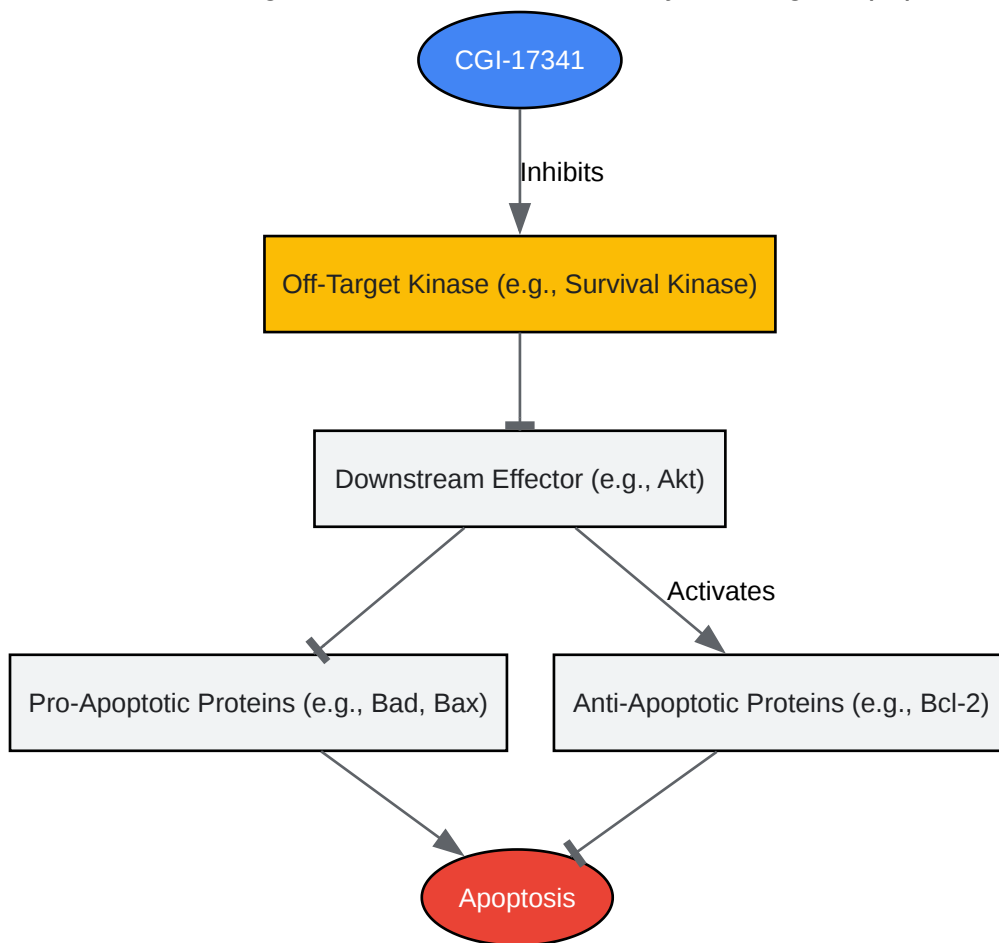 CGI-17341
Inhibits
Off-Target Kinase (e.g., Survival Kinase)
Downstream Effector (e.g., Akt)
Activates
Pro-Apoptotic Proteins (e.g., Bad, Bax)
Anti-Apoptotic Proteins (e.g., Bcl-2)
Apoptosis